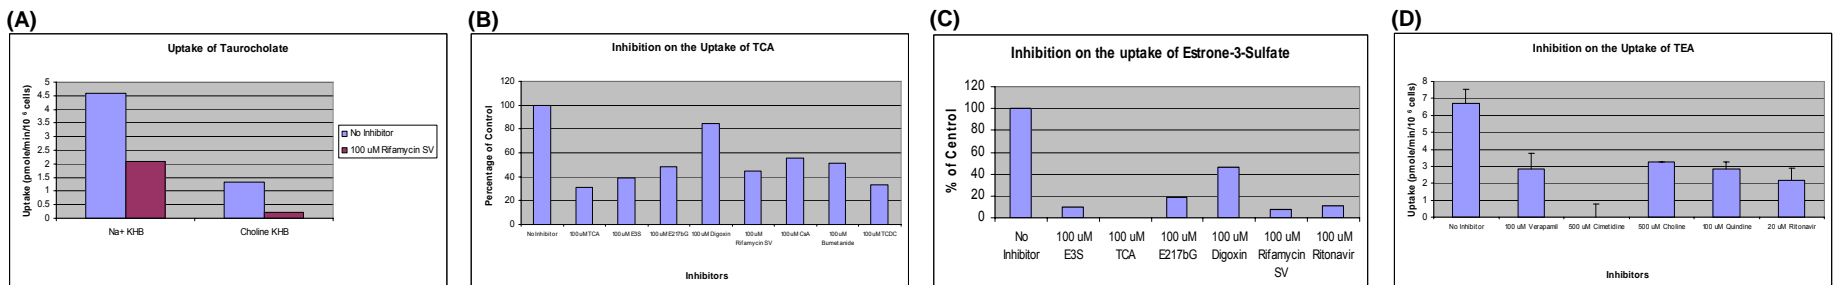 (A)
Uptake of Taurocholate
Uptake (pmole/min/10 6 cells)
5
4.5
4
3.5
3
2.5
2
1.5
1
0.5
0
Na+ KHB
Choline KHB
No Inhibitor
100 uM Rifamycin SV
(B)
Inhibition on the Uptake of TCA
Percentage of Control
120
100
80
60
40
20
0
No Inhibitor
100 uM TCA
100 uM E3S
100 uM E217bG
100 uM Digoxin
100 uM
Rifamycin SV
100 uM CsA
100 uM
Bumetanide
100 uM TCDC
Inhibitors
(C)
Inhibition on the uptake of Estrone-3-Sulfate
% of Control
120
100
80
60
40
20
0
No
Inhibitor
100 uM
E3S
100 uM
TCA
100 uM
E217bG
100 uM
Digoxin
100 uM
Rifamycin
SV
100 uM
Ritonavir
(D)
Inhibition on the Uptake of TEA
Uptake (pmole/min/10 6 cells)
8
7
6
5
4
3
2
1
0
No Inhibitor
100 uM Verapamil
500 uM Cimetidine
500 uM Choline
100 uM Quindine
20 uM Ritonavir
Inhibitors